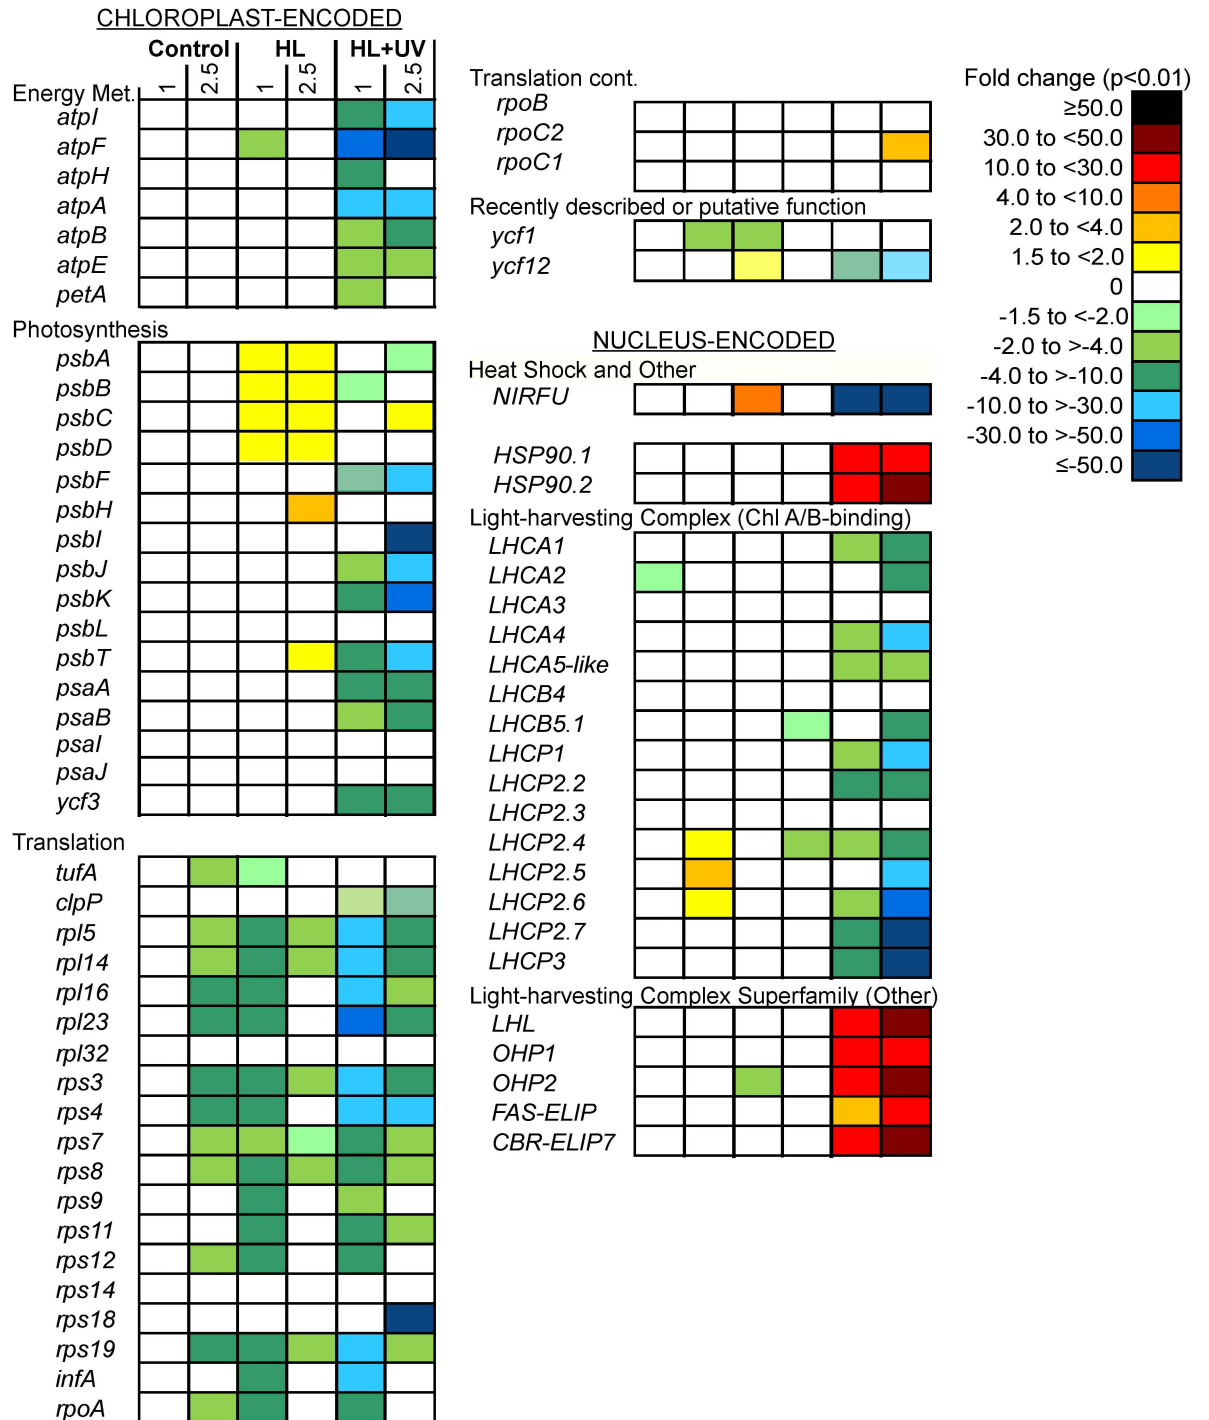 CHLOROPLAST-ENCODED
Control HL HL+UV
1 2.5 1 2.5 1 2.5
Energy Met.
atpI
atpF
atpH
atpA
atpB
atpE
petA
Photosynthesis
psbA
psbB
psbC
psbD
psbF
psbH
psbI
psbJ
psbK
psbL
psbT
psaA
psaB
psaI
psaJ
ycf3
Translation
tufA
clpP
rpl5
rpl14
rpl16
rpl23
rpl32
rps3
rps4
rps7
rps8
rps9
rps11
rps12
rps14
rps18
rps19
infA
rpoA
Translation cont.
rpoB
rpoC2
rpoC1
Recently described or putative function
ycf1
ycf12
NUCLEUS-ENCODED
Heat Shock and Other
NIRFU
HSP90.1
HSP90.2
Light-harvesting Complex (Chl A/B-binding)
LHCA1
LHCA2
LHCA3
LHCA4
LHCA5-like
LHCB4
LHCB5.1
LHCP1
LHCP2.2
LHCP2.3
LHCP2.4
LHCP2.5
LHCP2.6
LHCP2.7
LHCP3
Light-harvesting Complex Superfamily (Other)
LHL
OHP1
OHP2
FAS-ELIP
CBR-ELIP7
Fold change (p<0.01)
≥50.0
30.0 to <50.0
10.0 to <30.0
4.0 to <10.0
2.0 to <4.0
1.5 to <2.0
0
-1.5 to <-2.0
-2.0 to >-4.0
-4.0 to >-10.0
-10.0 to >-30.0
-30.0 to >-50.0
≤-50.0